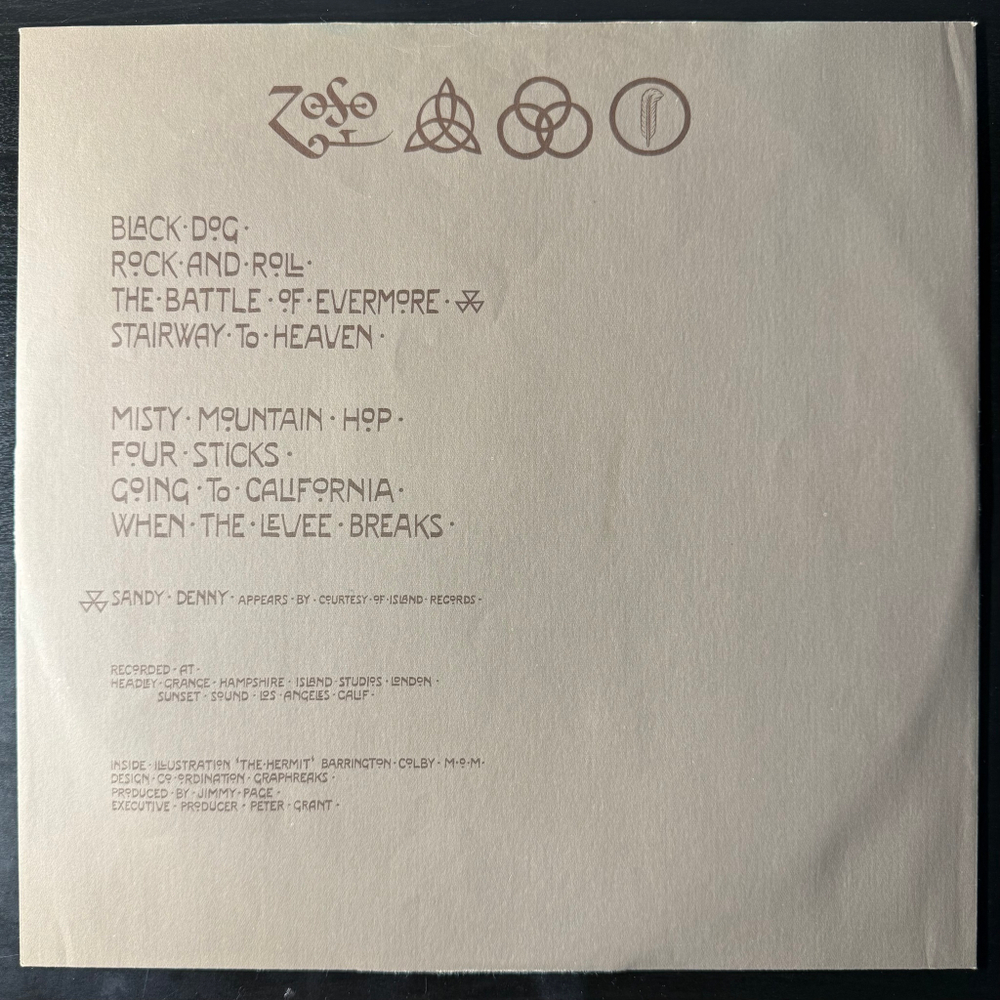 ZoSo
BLACK·DOG·
ROCK·AND·ROLL·
THE·BATTLE·OF·EVERMORE·
STAIRWAY·To·HEAVEN·
MISTY·MOUNTAIN·HOP·
FOUR·STICKS·
GOING·To·CALIFORNIA·
WHEN·THE·LEVEE·BREAKS·
SANDY·DENNY·APPEARS·BY·COURTESY·OF·ISLAND·RECORDS·
RECORDED·AT·
HEADLEY·GRANGE·HAMPSHIRE·ISLAND·STUDIOS·LONDON·
SUNSET·SOUND·LOS·ANGELES·CALIF·
INSIDE·ILLUSTRATION 'THE·HERMIT' BARRINGTON·COLBY·M·O·M·
DESIGN·CO·ORDINATION·GRAPHREAKS·
PRODUCED·BY·JIMMY·PAGE·
EXECUTIVE·PRODUCER·PETER·GRANT·